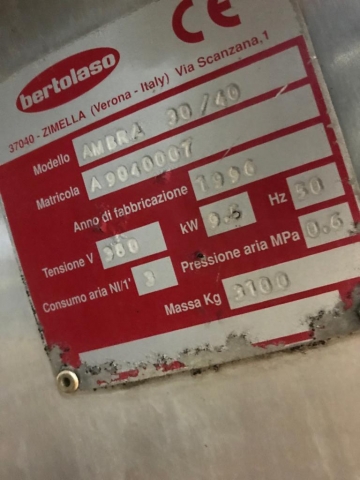 bertolaso
CE
37040 - ZIMELLA (Verona - Italy) Via Scanzana,1
Modello AMBRA 30/40
Matricola A9040007
Anno di fabbricazione 1996
Tensione V 380 kW 9.5 Hz 50
Consumo aria Nl/1' 3 Pressione aria MPa 0.6
Massa Kg 3100